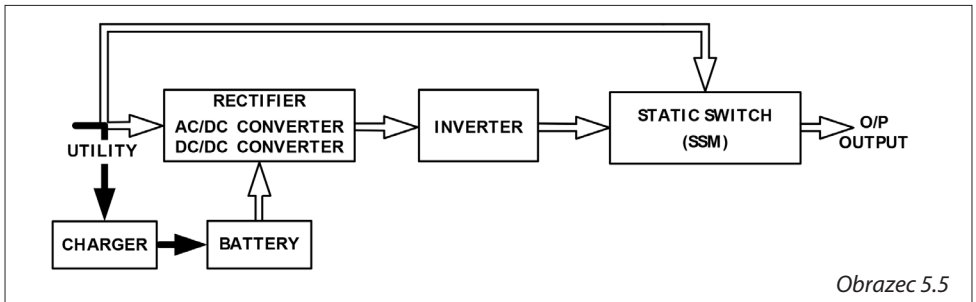 RECTIFIER
AC/DC CONVERTER
DC/DC CONVERTER
INVERTER
STATIC SWITCH
(SSM)
O/P
OUTPUT
UTILITY
CHARGER
BATTERY
Obrazec 5.5